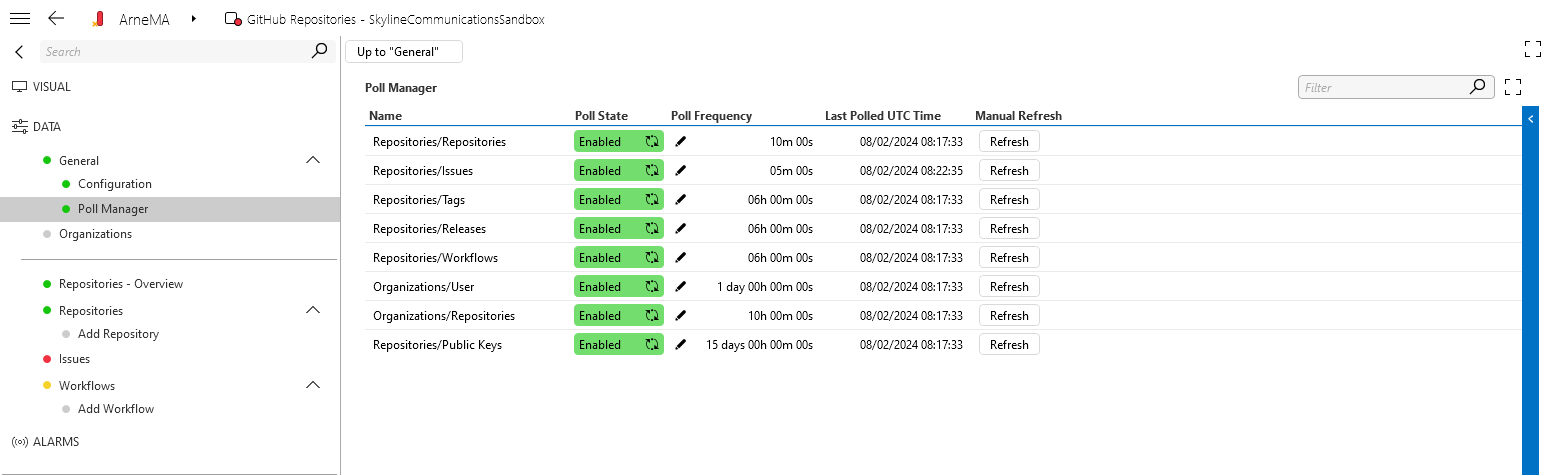 ArneMA GitHub Repositories - SkylineCommunicationsSandbox
Search
VISUAL
DATA
General
Configuration
Poll Manager
Organizations
Repositories - Overview
Repositories
Add Repository
Issues
Workflows
Add Workflow
ALARMS
Up to "General"
Poll Manager Filter
Name Poll State Poll Frequency Last Polled UTC Time Manual Refresh
Repositories/Repositories Enabled 10m 00s 08/02/2024 08:17:33 Refresh
Repositories/Issues Enabled 05m 00s 08/02/2024 08:22:35 Refresh
Repositories/Tags Enabled 06h 00m 00s 08/02/2024 08:17:33 Refresh
Repositories/Releases Enabled 06h 00m 00s 08/02/2024 08:17:33 Refresh
Repositories/Workflows Enabled 06h 00m 00s 08/02/2024 08:17:33 Refresh
Organizations/User Enabled 1 day 00h 00m 00s 08/02/2024 08:17:33 Refresh
Organizations/Repositories Enabled 10h 00m 00s 08/02/2024 08:17:33 Refresh
Repositories/Public Keys Enabled 15 days 00h 00m 00s 08/02/2024 08:17:33 Refresh